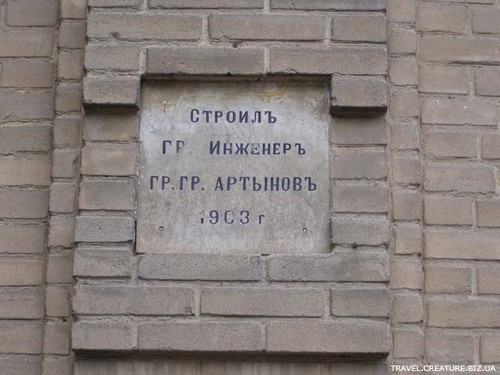 Строилъ
Гр. Инженеръ
Гр. Гр. Артыновъ
1903 г
TRAVEL.CREATURE.BIZ.UA